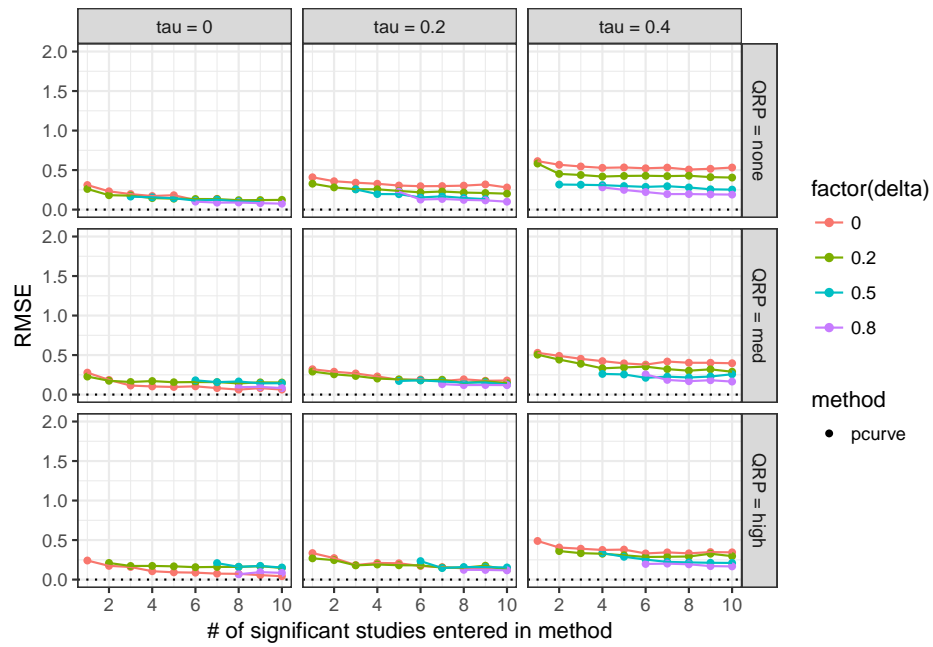 tau = 0
tau = 0.2
tau = 0.4
2.0
1.5
1.0
0.5
0.0
QRP = none
2.0
1.5
1.0
0.5
0.0
QRP = med
2.0
1.5
1.0
0.5
0.0
QRP = high
RMSE
2 4 6 8 10
2 4 6 8 10
2 4 6 8 10
# of significant studies entered in method
factor(delta)
0
0.2
0.5
0.8
method
pcurve